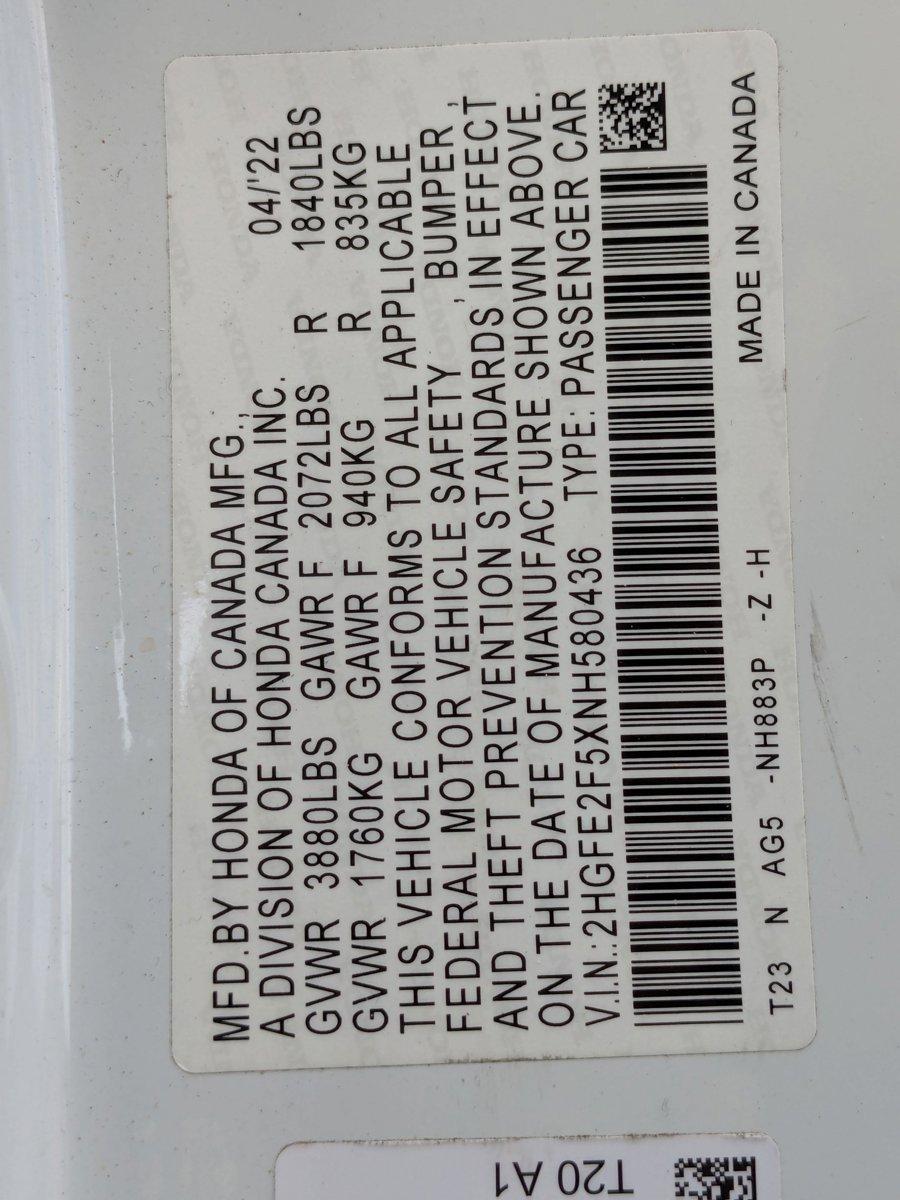 MFD.BY HONDA OF CANADA MFG.,
A DIVISION OF HONDA CANADA INC. 04/'22
GVWR 3880LBS GAWR F 2072LBS R 1840LBS
GVWR 1760KG GAWR F 940KG R 835KG
THIS VEHICLE CONFORMS TO ALL APPLICABLE
FEDERAL MOTOR VEHICLE SAFETY, BUMPER,
AND THEFT PREVENTION STANDARDS IN EFFECT
ON THE DATE OF MANUFACTURE SHOWN ABOVE.
V.I.N.:2HGFE2F5XNH580436 TYPE: PASSENGER CAR
T23 N AG5 -NH883P -Z -H MADE IN CANADA
T20 A1